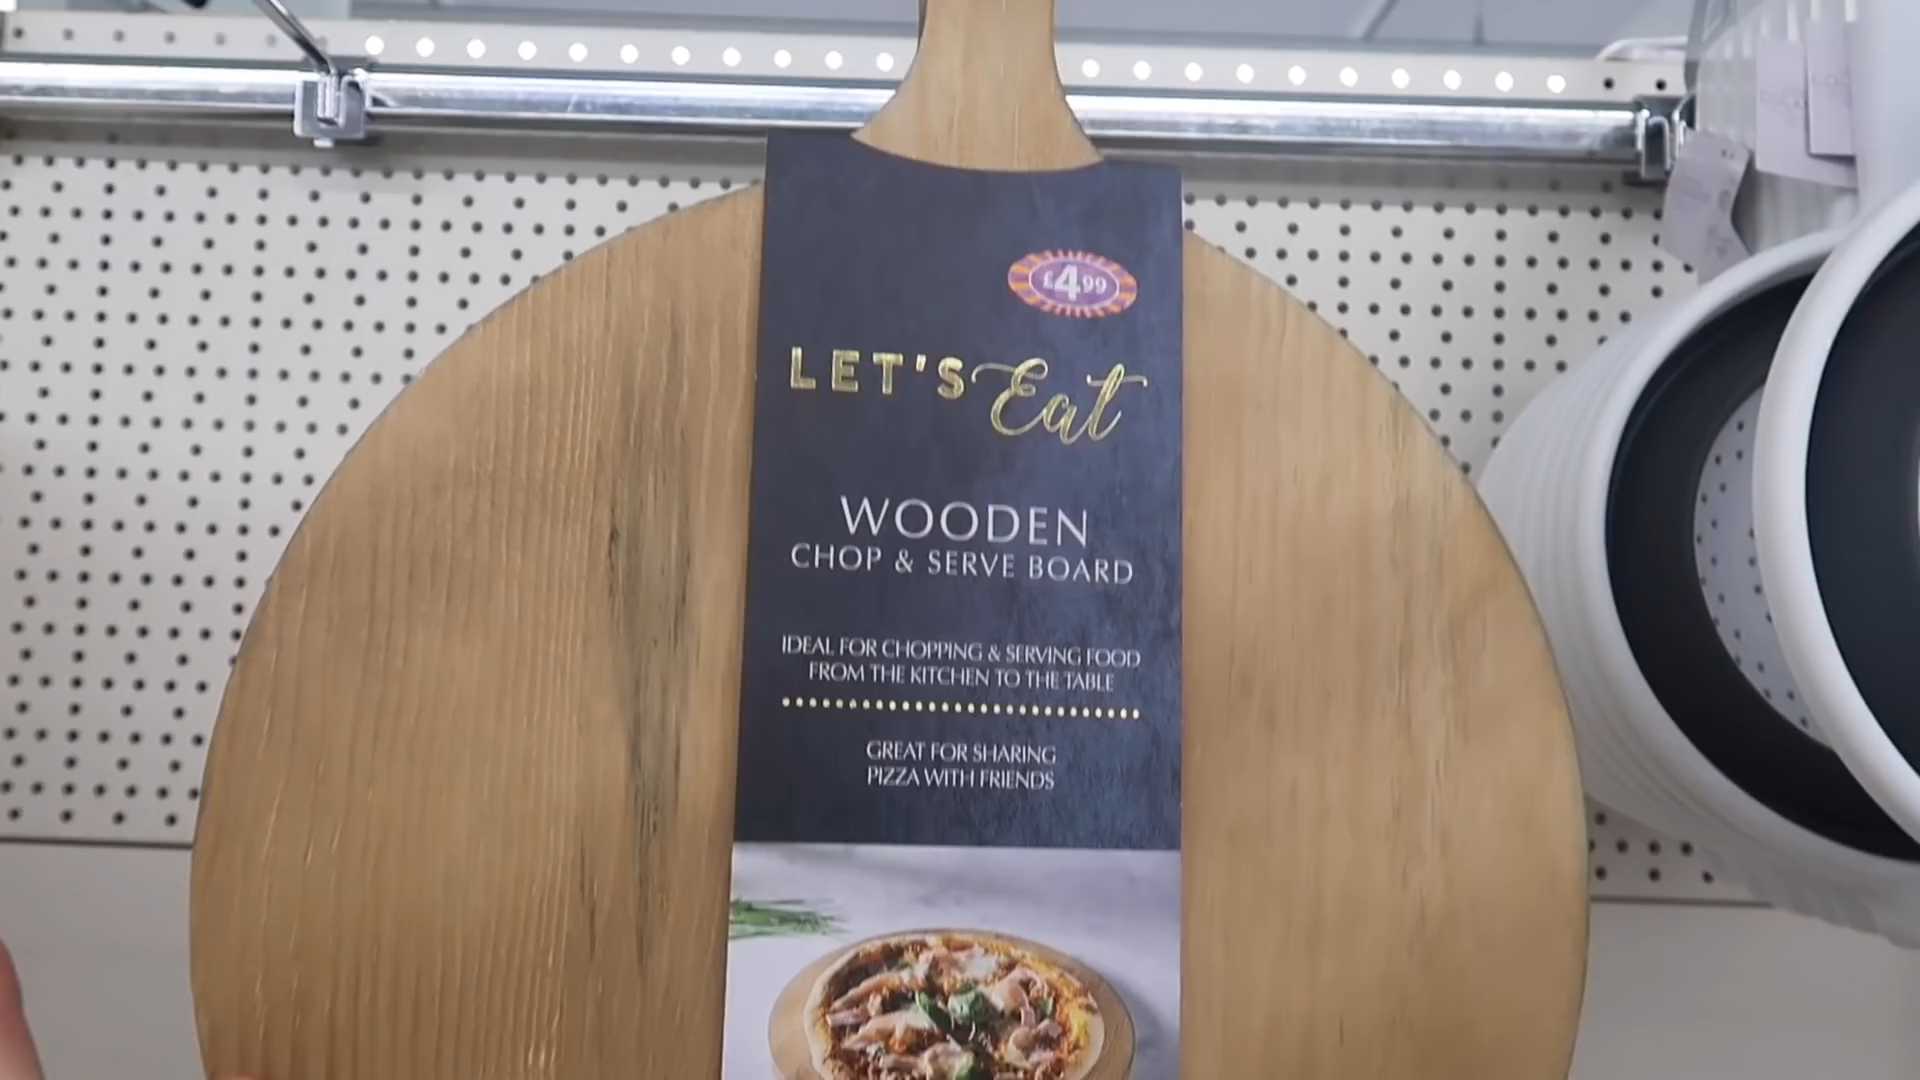 £4.99
LET'S Eat
WOODEN
CHOP & SERVE BOARD
IDEAL FOR CHOPPING & SERVING FOOD
FROM THE KITCHEN TO THE TABLE
GREAT FOR SHARING
PIZZA WITH FRIENDS